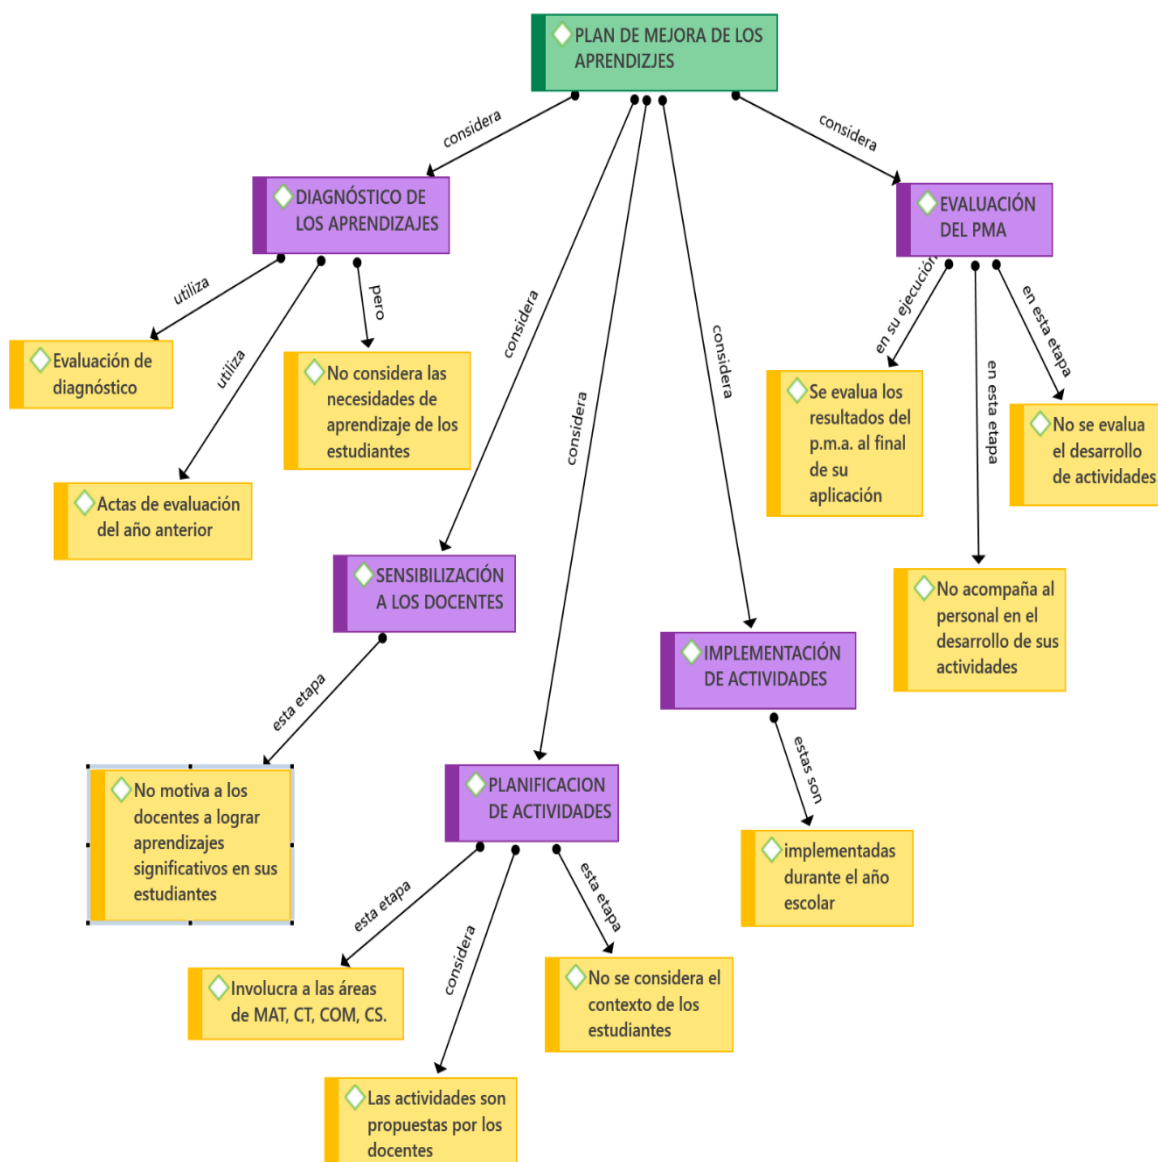 PLAN DE MEJORA DE LOS
APRENDIZJES
considera
considera
considera
considera
considera
DIAGNÓSTICO DE
LOS APRENDIZAJES
utiliza
utiliza
pero
Evaluación de
diagnóstico
Actas de evaluación
del año anterior
No considera las
necesidades de
aprendizaje de los
estudiantes
EVALUACIÓN
DEL PMA
en su ejecución
en esta etapa
en esta etapa
Se evalua los
resultados del
p.m.a. al final
de su
aplicación
No se evalua
el desarrollo
de actividades
No acompaña al
personal en el
desarrollo de sus
actividades
SENSIBILIZACIÓN
A LOS DOCENTES
esta etapa
No motiva a los
docentes a lograr
aprendizajes
significativos en sus
estudiantes
IMPLEMENTACIÓN
DE ACTIVIDADES
estas son
implementadas
durante el año
escolar
PLANIFICACION
DE ACTIVIDADES
esta etapa
considera
esta etapa
Involucra a las áreas
de MAT, CT, COM, CS.
No se considera el
contexto de los
estudiantes
Las actividades son
propuestas por los
docentes